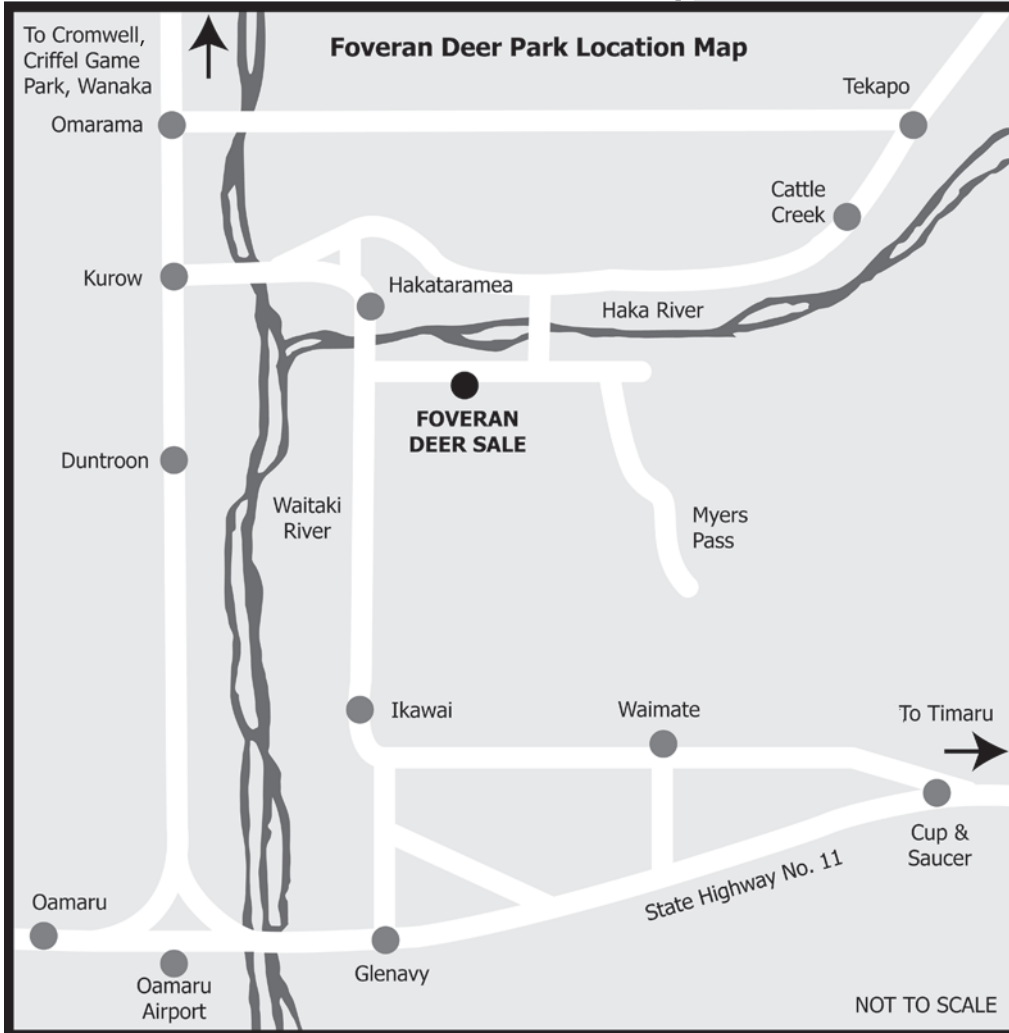 To Cromwell,
Criffel Game
Park, Wanaka
Foveran Deer Park Location Map
Tekapo
Omarama
Cattle
Creek
Kurow
Hakataramea
Haka River
FOVERAN
DEER SALE
Duntroon
Waitaki
River
Myers
Pass
Ikawai
Waimate
To Timaru
Cup &
Saucer
State Highway No. 11
Oamaru
Glenavy
Oamaru
Airport
NOT TO SCALE